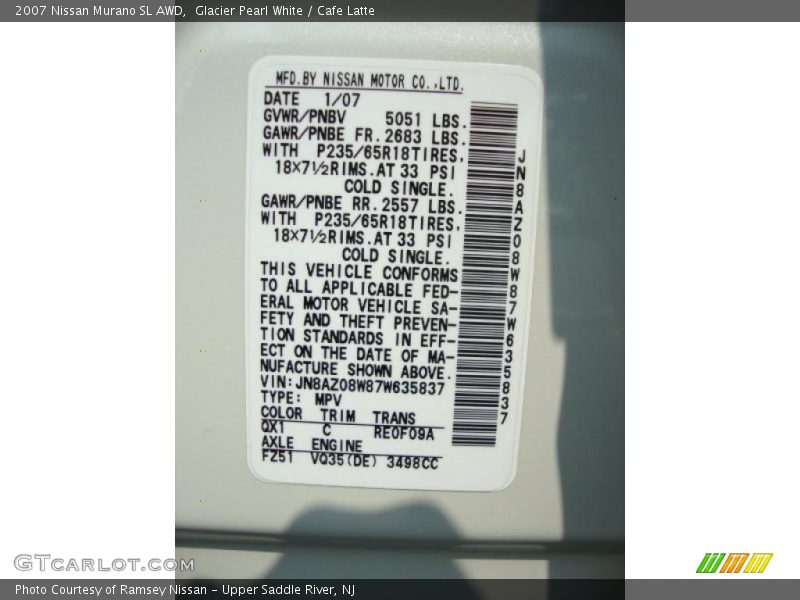 2007 Nissan Murano SL AWD,  Glacier Pearl White / Cafe Latte
MFD.BY NISSAN MOTOR CO.,LTD.
DATE 1/07
GVWR/PNBV 5051 LBS.
GAWR/PNBE FR. 2683 LBS.
WITH P235/65R18TIRES,
18×7½RIMS.AT 33 PSI
COLD SINGLE.
GAWR/PNBE RR. 2557 LBS.
WITH P235/65R18TIRES,
18×7½RIMS.AT 33 PSI
COLD SINGLE.
THIS VEHICLE CONFORMS
TO ALL APPLICABLE FED-
ERAL MOTOR VEHICLE SA-
FETY AND THEFT PREVEN-
TION STANDARDS IN EFF-
ECT ON THE DATE OF MA-
NUFACTURE SHOWN ABOVE.
VIN:JN8AZ08W87W635837
TYPE: MPV
COLOR TRIM TRANS
QX1 C RE0F09A
AXLE ENGINE
FZ51 VQ35(DE) 3498CC
JN8AZ08W87W635837
GTCARLOT.COM
Photo Courtesy of Ramsey Nissan - Upper Saddle River, NJ